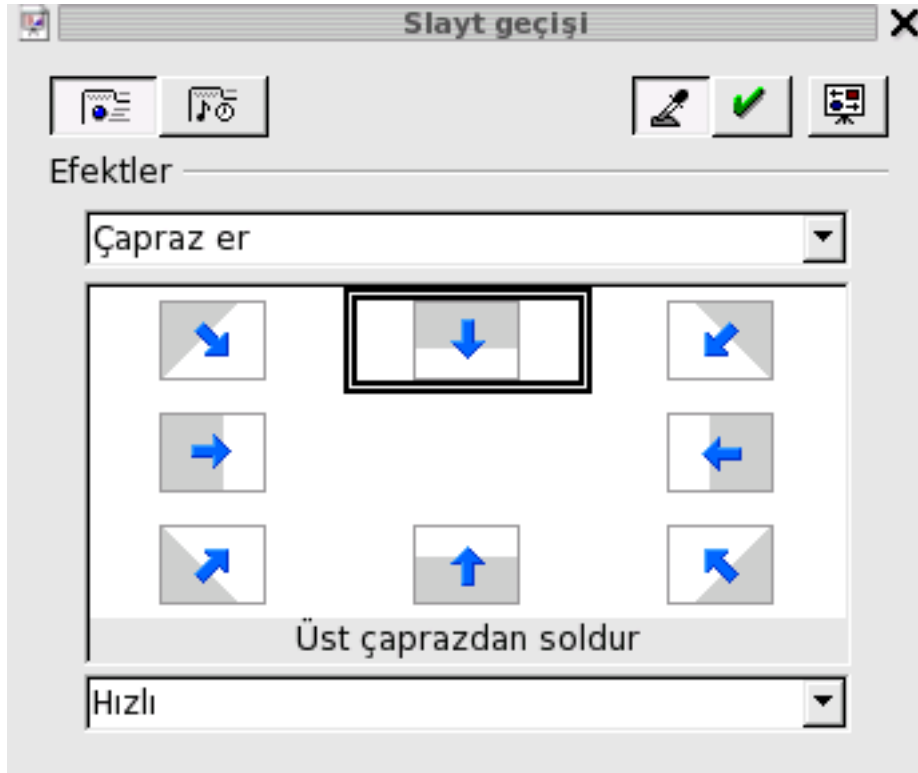 Slayt geçişi
Efektler
Çapraz er
Üst çaprazdan soldur
Hızlı